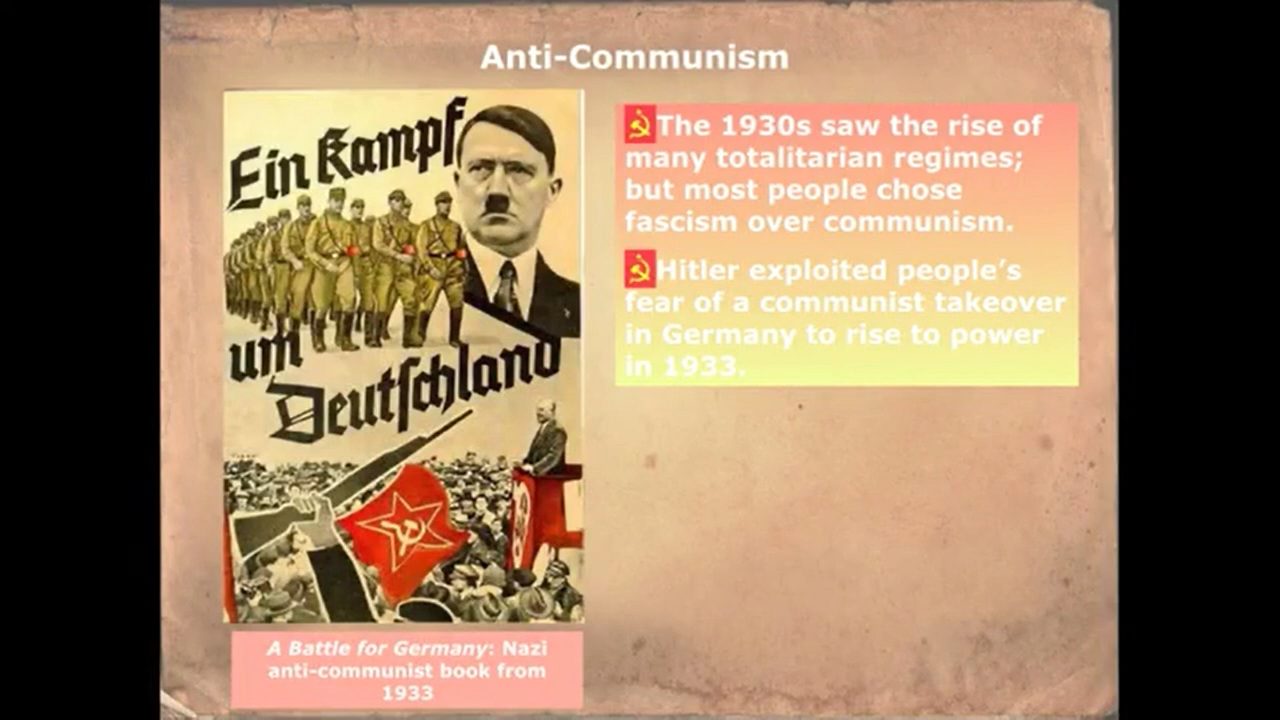 Anti-Communism
Ein Kampf
um
Deutschland
The 1930s saw the rise of
many totalitarian regimes;
but most people chose
fascism over communism.
Hitler exploited people’s
fear of a communist takeover
in Germany to rise to power
in 1933.
A Battle for Germany: Nazi
anti-communist book from
1933